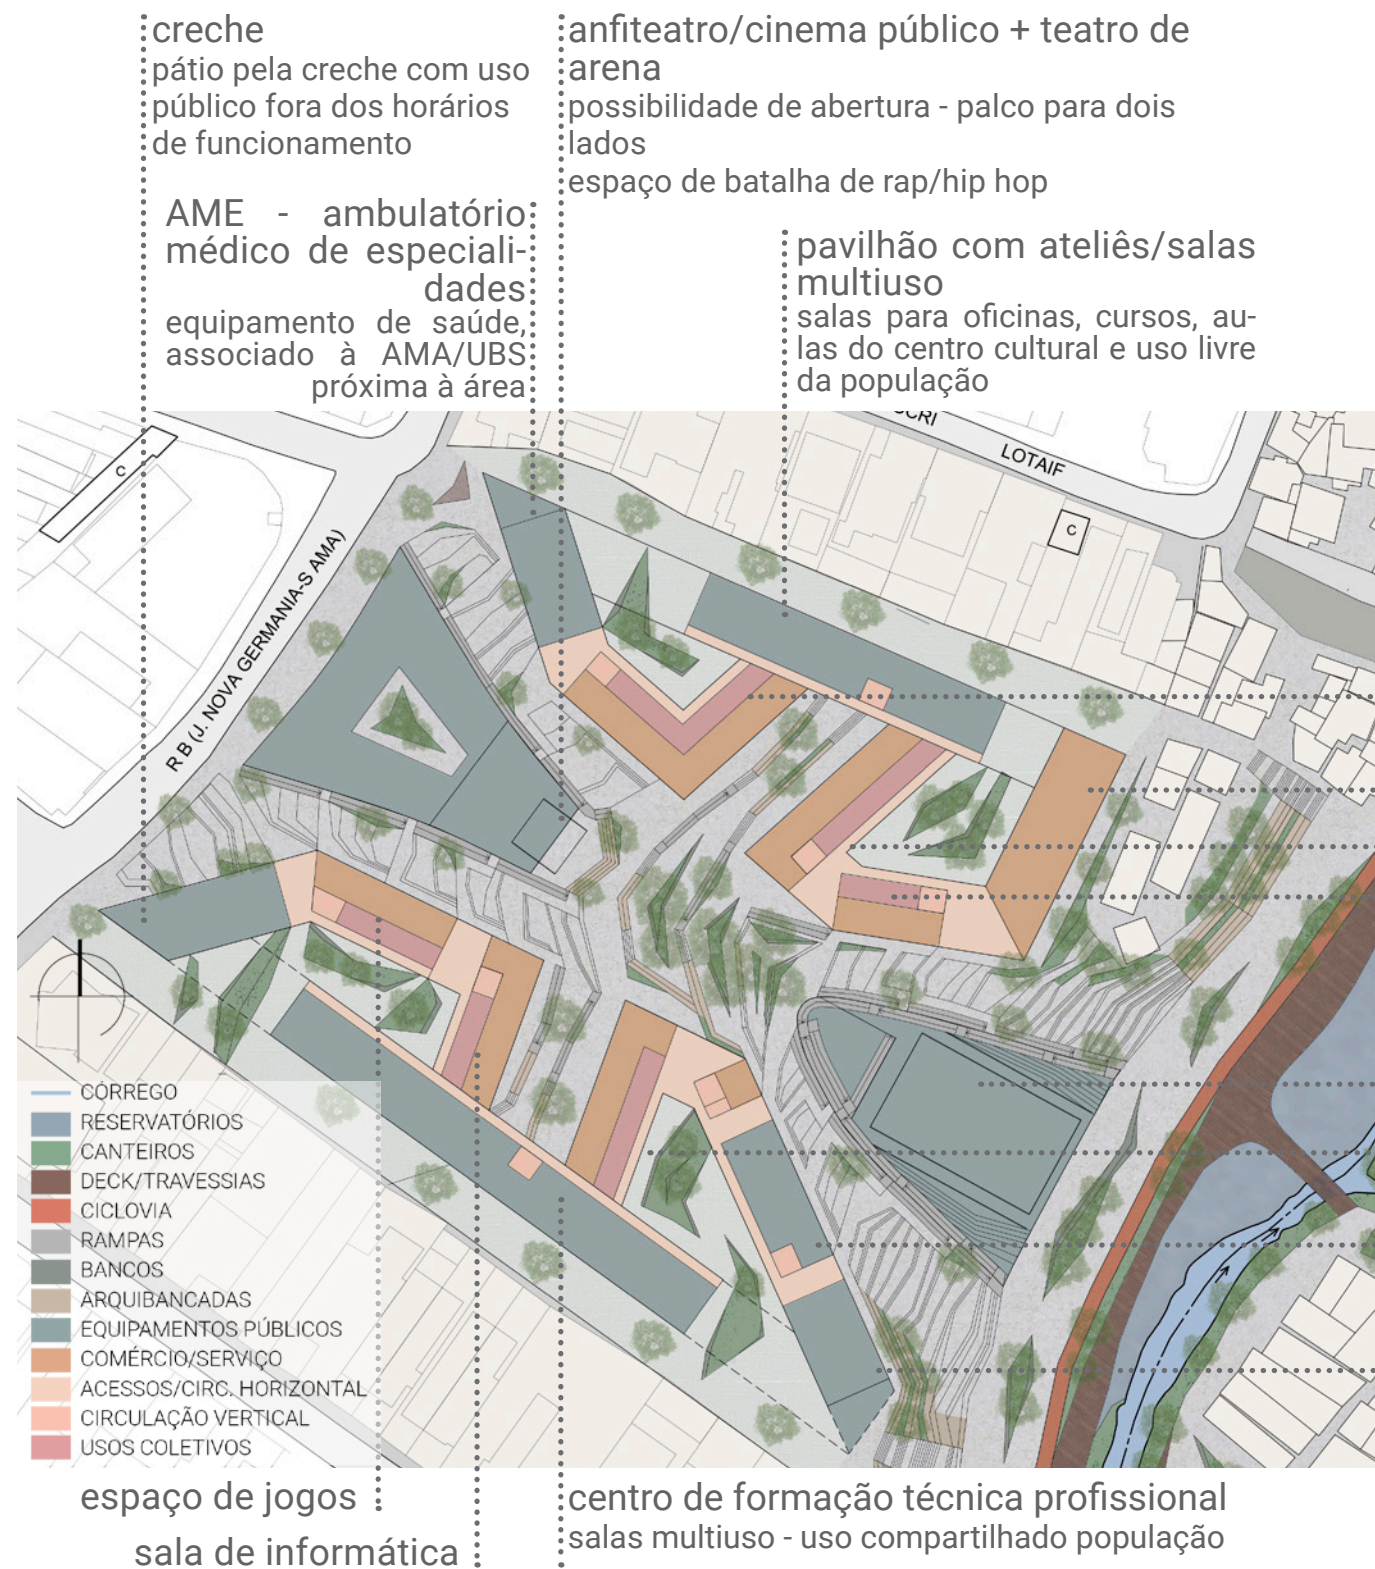 creche
pátio pela creche com uso
público fora dos horários
de funcionamento
anfiteatro/cinema público + teatro de
arena
possibilidade de abertura - palco para dois
lados
espaço de batalha de rap/hip hop
AME - ambulatório
médico de especiali-
dades
equipamento de saúde,
associado à AMA/UBS
próxima à área
pavilhão com ateliês/salas
multiuso
salas para oficinas, cursos, au-
las do centro cultural e uso livre
da população
LOTAIF
C
C
R B (J. NOVA GERMANIA-S AMA)
CÓRREGO
RESERVATÓRIOS
CANTEIROS
DECK/TRAVESSIAS
CICLOVIA
RAMPAS
BANCOS
ARQUIBANCADAS
EQUIPAMENTOS PÚBLICOS
COMÉRCIO/SERVIÇO
ACESSOS/CIRC. HORIZONTAL
CIRCULAÇÃO VERTICAL
USOS COLETIVOS
espaço de jogos
sala de informática
centro de formação técnica profissional
salas multiuso - uso compartilhado população